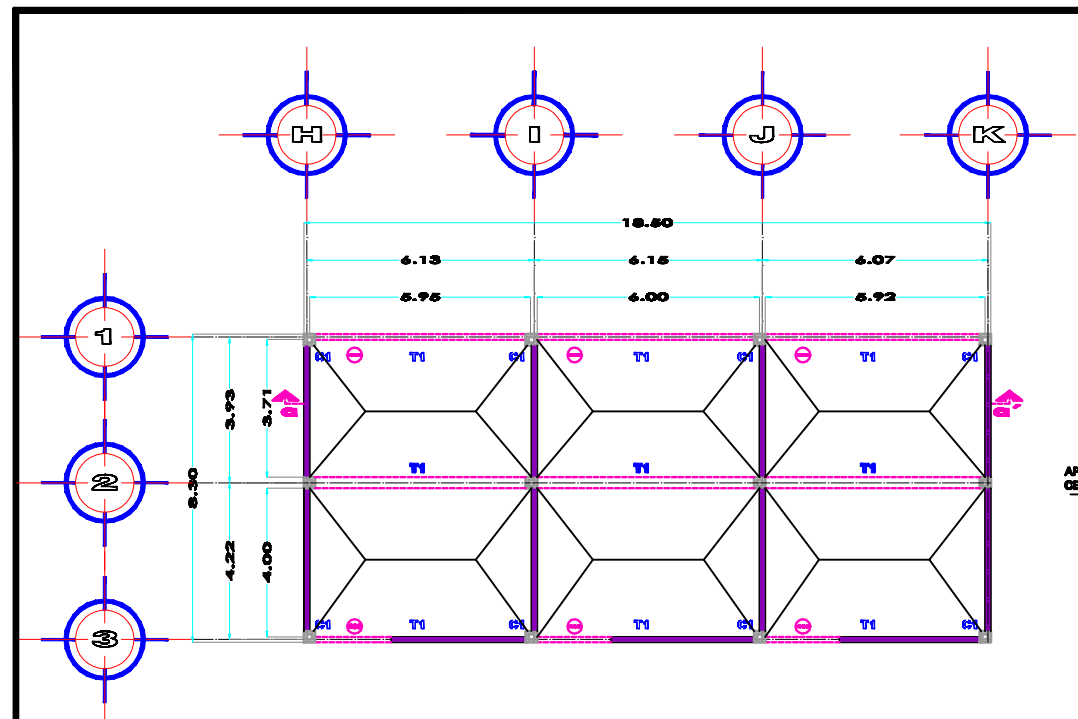 H I J K
18.50
6.13 6.15 6.07
5.95 6.00 5.92
1
C1 T1 C1 T1 C1 T1 C1
3.93 3.71
a a'
T1 T1 T1
2
8.30
4.22 4.00
C1 T1 C1 T1 C1 T1 C1
3